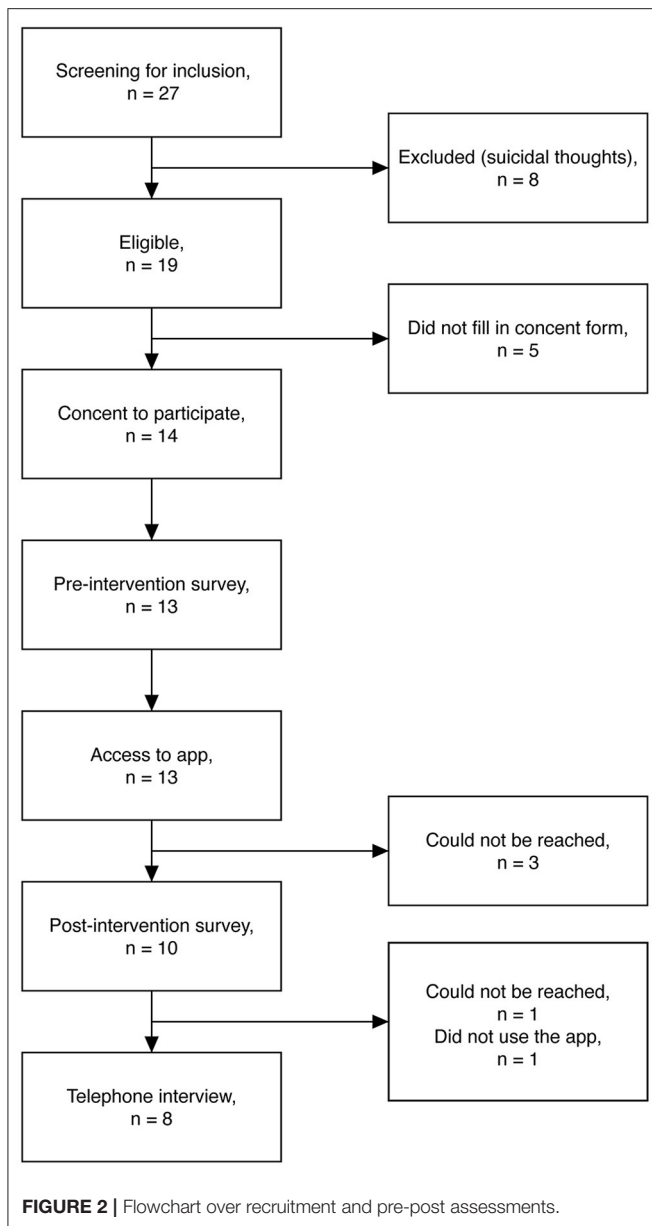 Screening for inclusion,
n = 27
Excluded (suicidal thoughts),
n = 8
Eligible,
n = 19
Did not fill in concent form,
n = 5
Concent to participate,
n = 14
Pre-intervention survey,
n = 13
Access to app,
n = 13
Could not be reached,
n = 3
Post-intervention survey,
n = 10
Could not be reached,
n = 1
Did not use the app,
n = 1
Telephone interview,
n = 8
FIGURE 2 | Flowchart over recruitment and pre-post assessments.